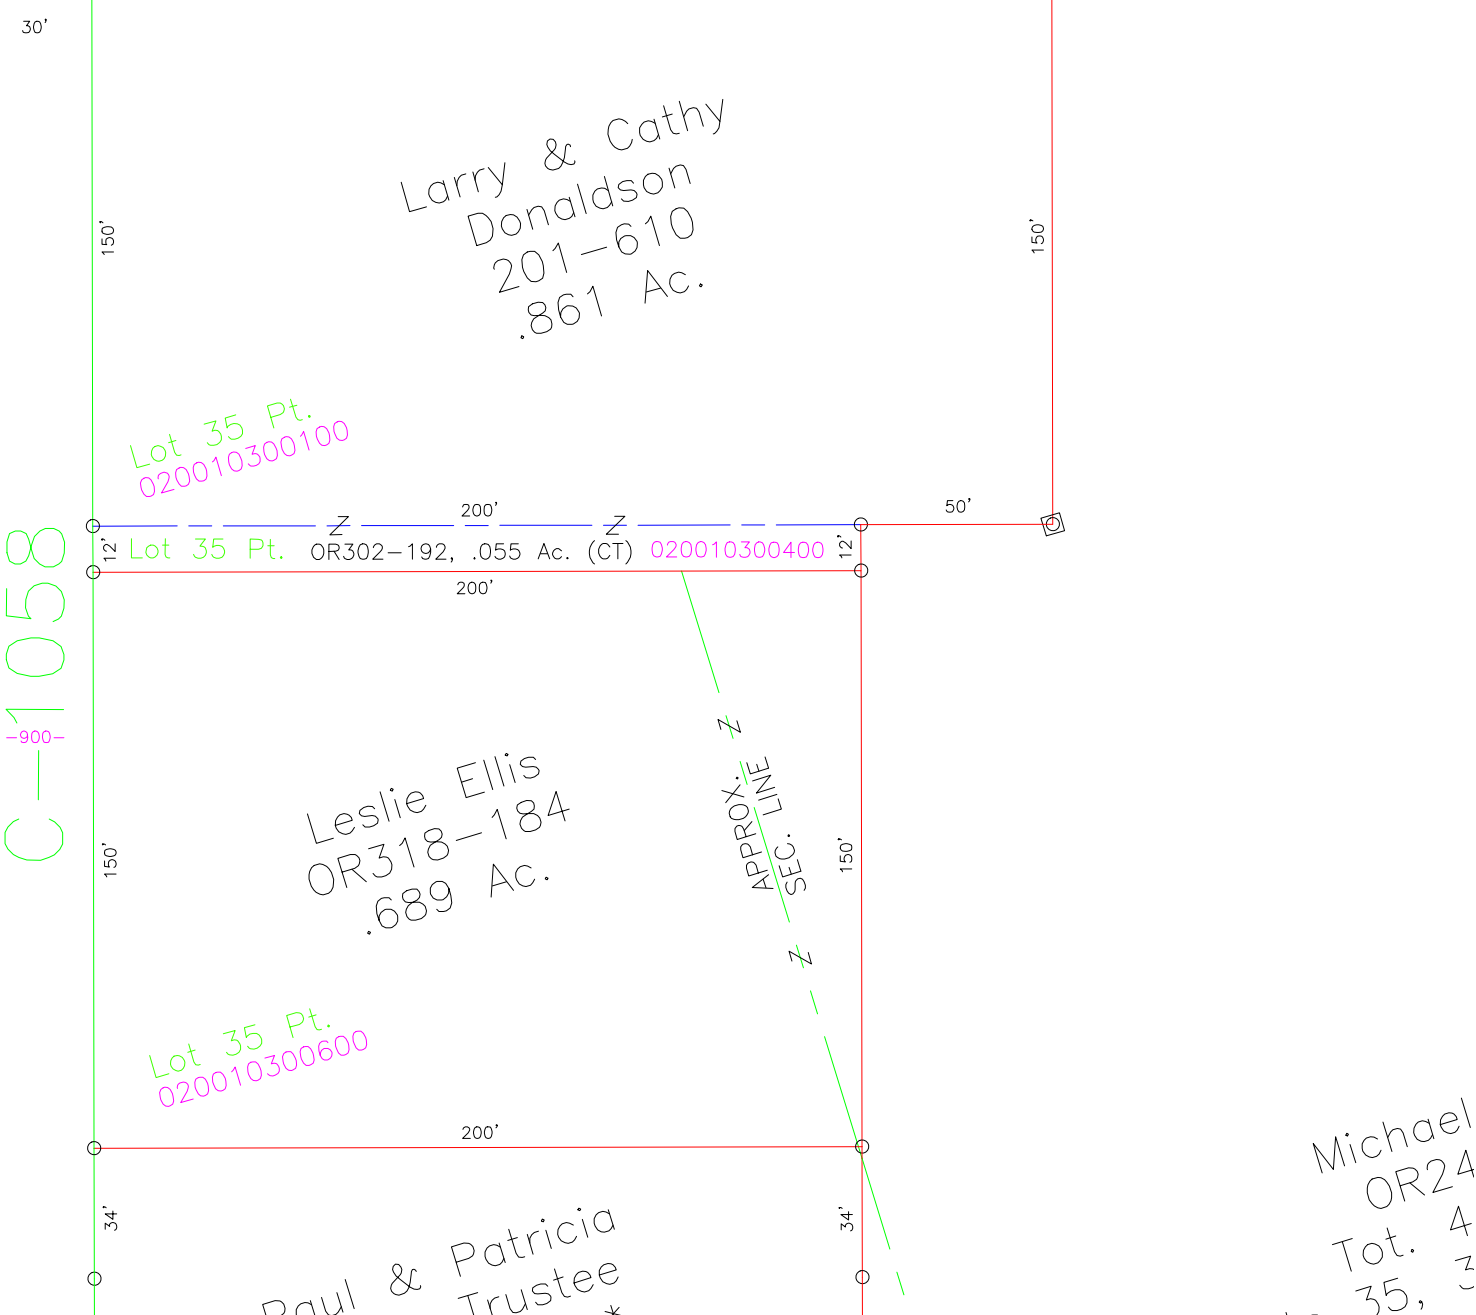 30'
150'
Larry & Cathy
Donaldson
201-610
.861 Ac.
150'
Lot 35 Pt.
020010300100
200'
50'
12'
Lot 35 Pt. OR302-192, .055 Ac. (CT) 020010300400
12'
200'
C-1058
-900-
150'
Leslie Ellis
OR318-184
.689 Ac.
APPROX.
SEC. LINE
150'
Z
Z
Z
Z
Lot 35 Pt.
020010300600
200'
34'
34'
Paul & Patricia
Trustee
*
Michael
OR24
Tot. 4
35, 3